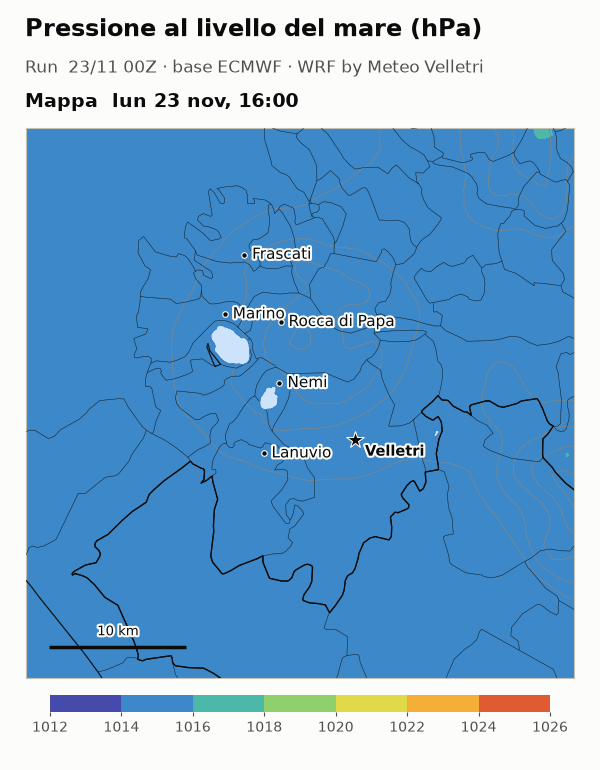 Pressione al livello del mare (hPa)
Run  23/11 00Z · base ECMWF · WRF by Meteo Velletri
Mappa  lun 23 nov, 16:00
Frascati
Marino
Rocca di Papa
Nemi
Velletri
Lanuvio
10 km
1012 1014 1016 1018 1020 1022 1024 1026